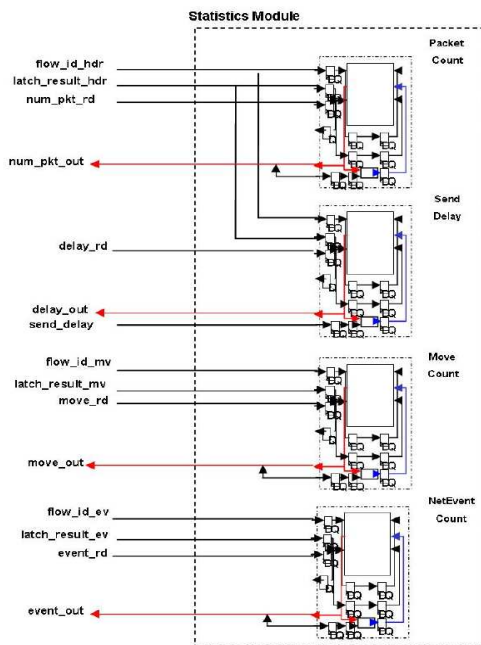 Statistics Module
Packet
Count
flow_id_hdr
latch_result_hdr
num_pkt_rd
num_pkt_out
Send
Delay
delay_rd
delay_out
send_delay
Move
Count
flow_id_mv
latch_result_mv
move_rd
move_out
NetEvent
Count
flow_id_ev
latch_result_ev
event_rd
event_out